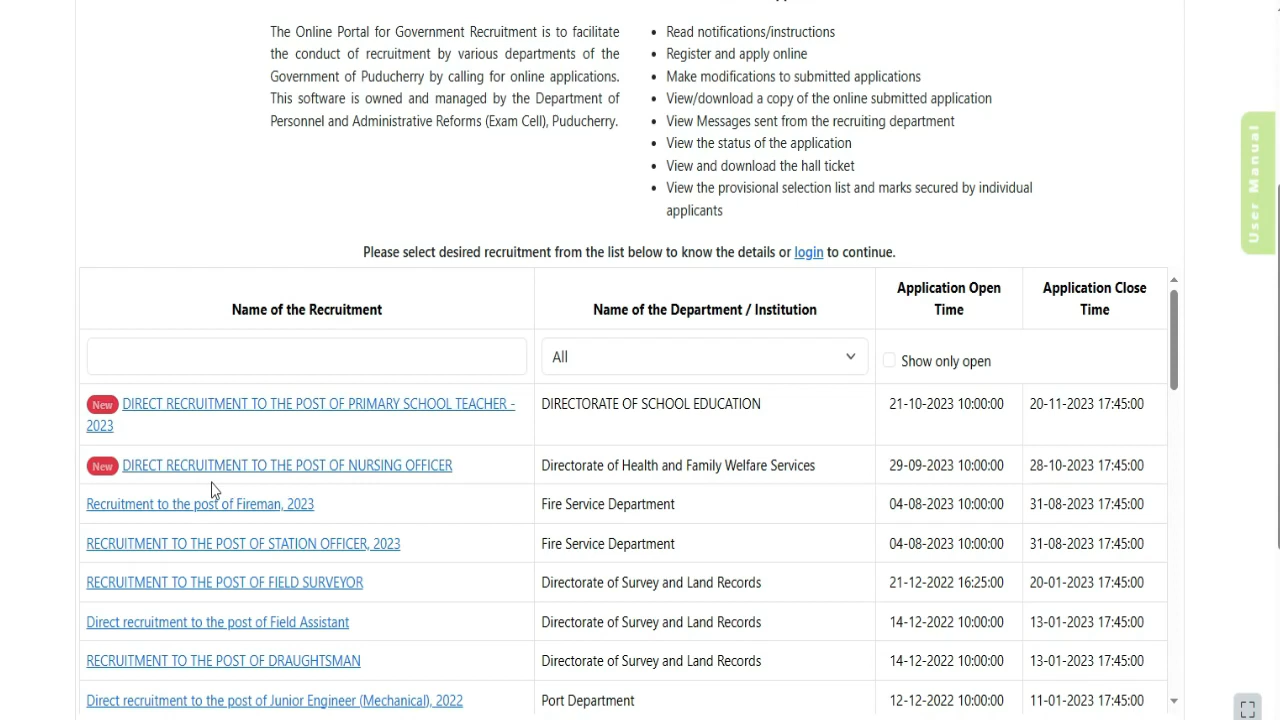 The Online Portal for Government Recruitment is to facilitate
the conduct of recruitment by various departments of the
Government of Puducherry by calling for online applications.
This software is owned and managed by the Department of
Personnel and Administrative Reforms (Exam Cell), Puducherry.
• Read notifications/instructions
• Register and apply online
• Make modifications to submitted applications
• View/download a copy of the online submitted application
• View Messages sent from the recruiting department
• View the status of the application
• View and download the hall ticket
• View the provisional selection list and marks secured by individual
applicants
User Manual
Please select desired recruitment from the list below to know the details or login to continue.
Name of the Recruitment Name of the Department / Institution Application Open Time Application Close Time
All Show only open
New DIRECT RECRUITMENT TO THE POST OF PRIMARY SCHOOL TEACHER - DIRECTORATE OF SCHOOL EDUCATION 21-10-2023 10:00:00 20-11-2023 17:45:00
2023
New DIRECT RECRUITMENT TO THE POST OF NURSING OFFICER Directorate of Health and Family Welfare Services 29-09-2023 10:00:00 28-10-2023 17:45:00
Recruitment to the post of Fireman, 2023 Fire Service Department 04-08-2023 10:00:00 31-08-2023 17:45:00
RECRUITMENT TO THE POST OF STATION OFFICER, 2023 Fire Service Department 04-08-2023 10:00:00 31-08-2023 17:45:00
RECRUITMENT TO THE POST OF FIELD SURVEYOR Directorate of Survey and Land Records 21-12-2022 16:25:00 20-01-2023 17:45:00
Direct recruitment to the post of Field Assistant Directorate of Survey and Land Records 14-12-2022 10:00:00 13-01-2023 17:45:00
RECRUITMENT TO THE POST OF DRAUGHTSMAN Directorate of Survey and Land Records 14-12-2022 10:00:00 13-01-2023 17:45:00
Direct recruitment to the post of Junior Engineer (Mechanical), 2022 Port Department 12-12-2022 10:00:00 11-01-2023 17:45:00